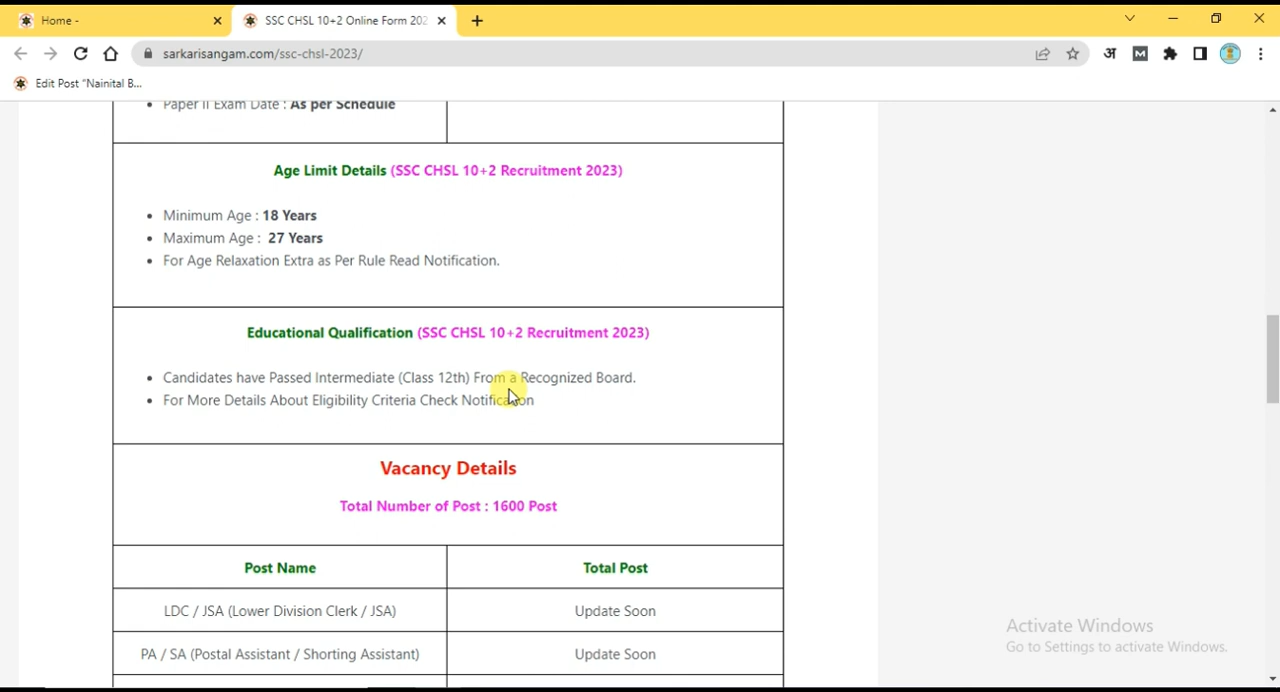 Home -
SSC CHSL 10+2 Online Form 202
sarkarisangam.com/ssc-chsl-2023/
अ
M
Edit Post "Nainital B...
Paper II Exam Date : As per Schedule
Age Limit Details (SSC CHSL 10+2 Recruitment 2023)
Minimum Age : 18 Years
Maximum Age : 27 Years
For Age Relaxation Extra as Per Rule Read Notification.
Educational Qualification (SSC CHSL 10+2 Recruitment 2023)
Candidates have Passed Intermediate (Class 12th) From a Recognized Board.
For More Details About Eligibility Criteria Check Notification
Vacancy Details
Total Number of Post : 1600 Post
Post Name
Total Post
LDC / JSA (Lower Division Clerk / JSA)
Update Soon
PA / SA (Postal Assistant / Shorting Assistant)
Update Soon
Activate Windows
Go to Settings to activate Windows.